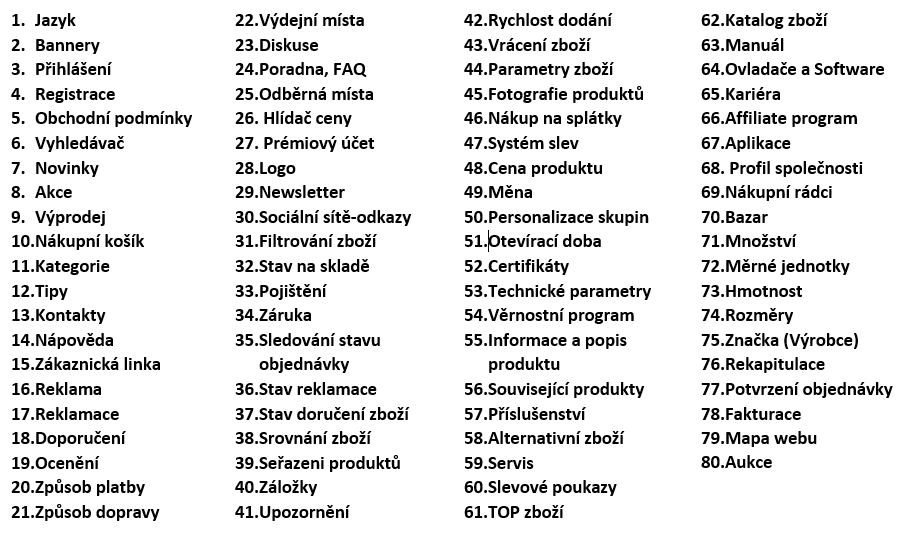 1. Jazyk
2. Bannery
3. Přihlášení
4. Registrace
5. Obchodní podmínky
6. Vyhledávač
7. Novinky
8. Akce
9. Výprodej
10.Nákupní košík
11.Kategorie
12.Tipy
13.Kontakty
14.Nápověda
15.Zákaznická linka
16.Reklama
17.Reklamace
18.Doporučení
19.Ocenění
20.Způsob platby
21.Způsob dopravy
22.Výdejní místa
23.Diskuse
24.Poradna, FAQ
25.Odběrná místa
26. Hlídač ceny
27. Prémiový účet
28.Logo
29.Newsletter
30.Sociální sítě-odkazy
31.Filtrování zboží
32.Stav na skladě
33.Pojištění
34.Záruka
35.Sledování stavu
objednávky
36.Stav reklamace
37.Stav doručení zboží
38.Srovnání zboží
39.Seřazeni produktů
40.Záložky
41.Upozornění
42.Rychlost dodání
43.Vrácení zboží
44.Parametry zboží
45.Fotografie produktů
46.Nákup na splátky
47.Systém slev
48.Cena produktu
49.Měna
50.Personalizace skupin
51.Otevírací doba
52.Certifikáty
53.Technické parametry
54.Věrnostní program
55.Informace a popis
produktu
56.Související produkty
57.Příslušenství
58.Alternativní zboží
59.Servis
60.Slevové poukazy
61.TOP zboží
62.Katalog zboží
63.Manuál
64.Ovladače a Software
65.Kariéra
66.Affiliate program
67.Aplikace
68. Profil společnosti
69.Nákupní rádci
70.Bazar
71.Množství
72.Měrné jednotky
73.Hmotnost
74.Rozměry
75.Značka (Výrobce)
76.Rekapitulace
77.Potvrzení objednávky
78.Fakturace
79.Mapa webu
80.Aukce